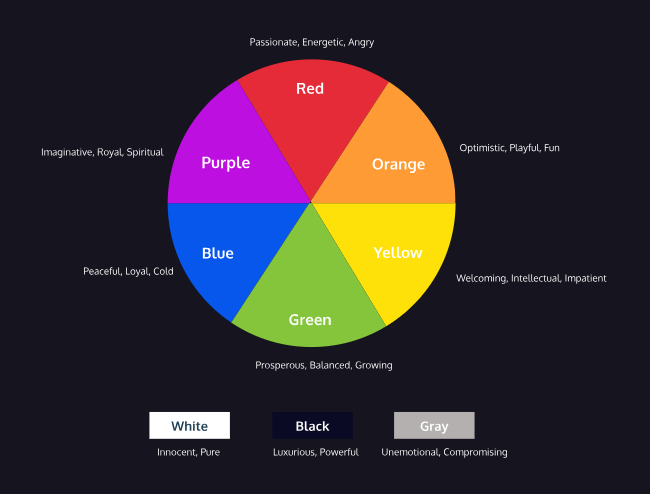 Passionate, Energetic, Angry
Red
Imaginative, Royal, Spiritual
Purple
Orange
Optimistic, Playful, Fun
Blue
Yellow
Peaceful, Loyal, Cold
Welcoming, Intellectual, Impatient
Green
Prosperous, Balanced, Growing
White
Black
Gray
Innocent, Pure
Luxurious, Powerful
Unemotional, Compromising